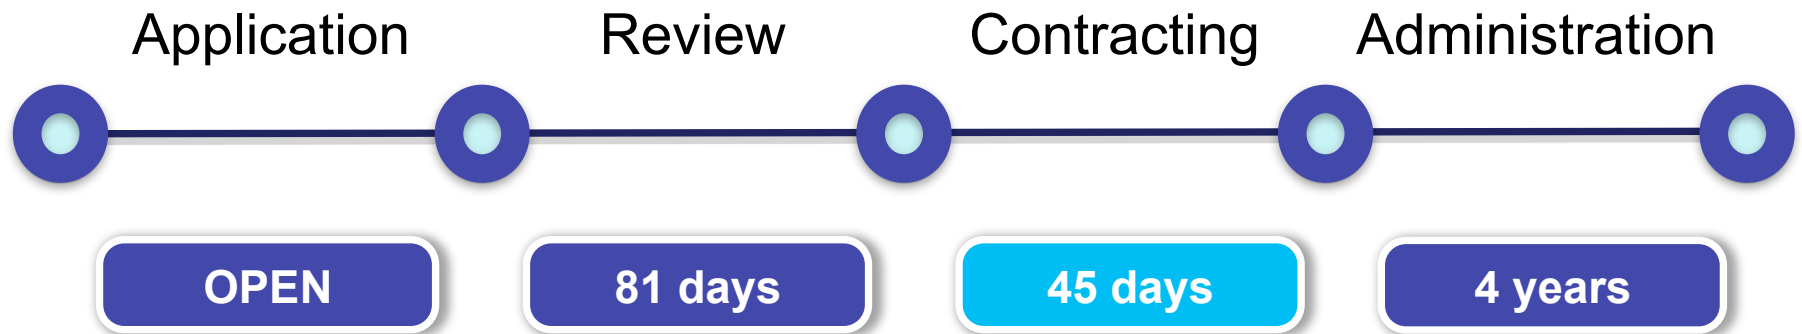 Application Review Contracting Administration
OPEN 81 days 45 days 4 years